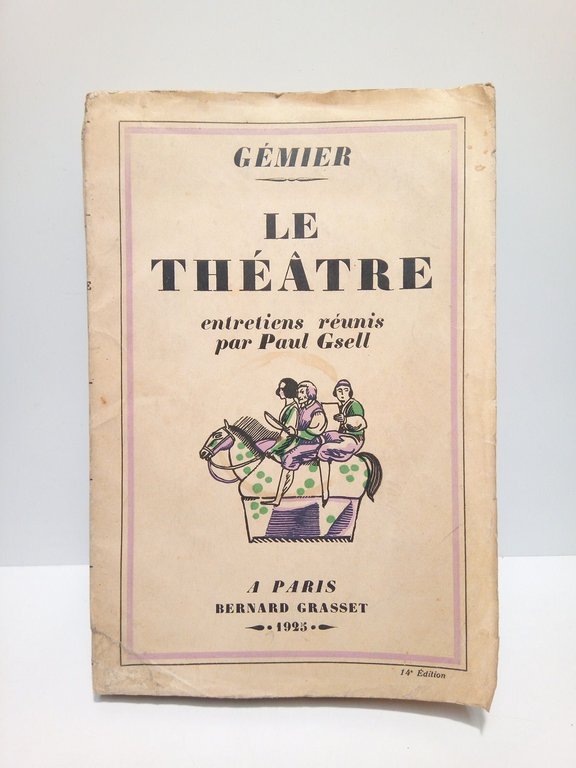 GÉMIER
LE
THÉÂTRE
entretiens réunis
par Paul Gsell
A PARIS
BERNARD GRASSET
1925
14e Édition